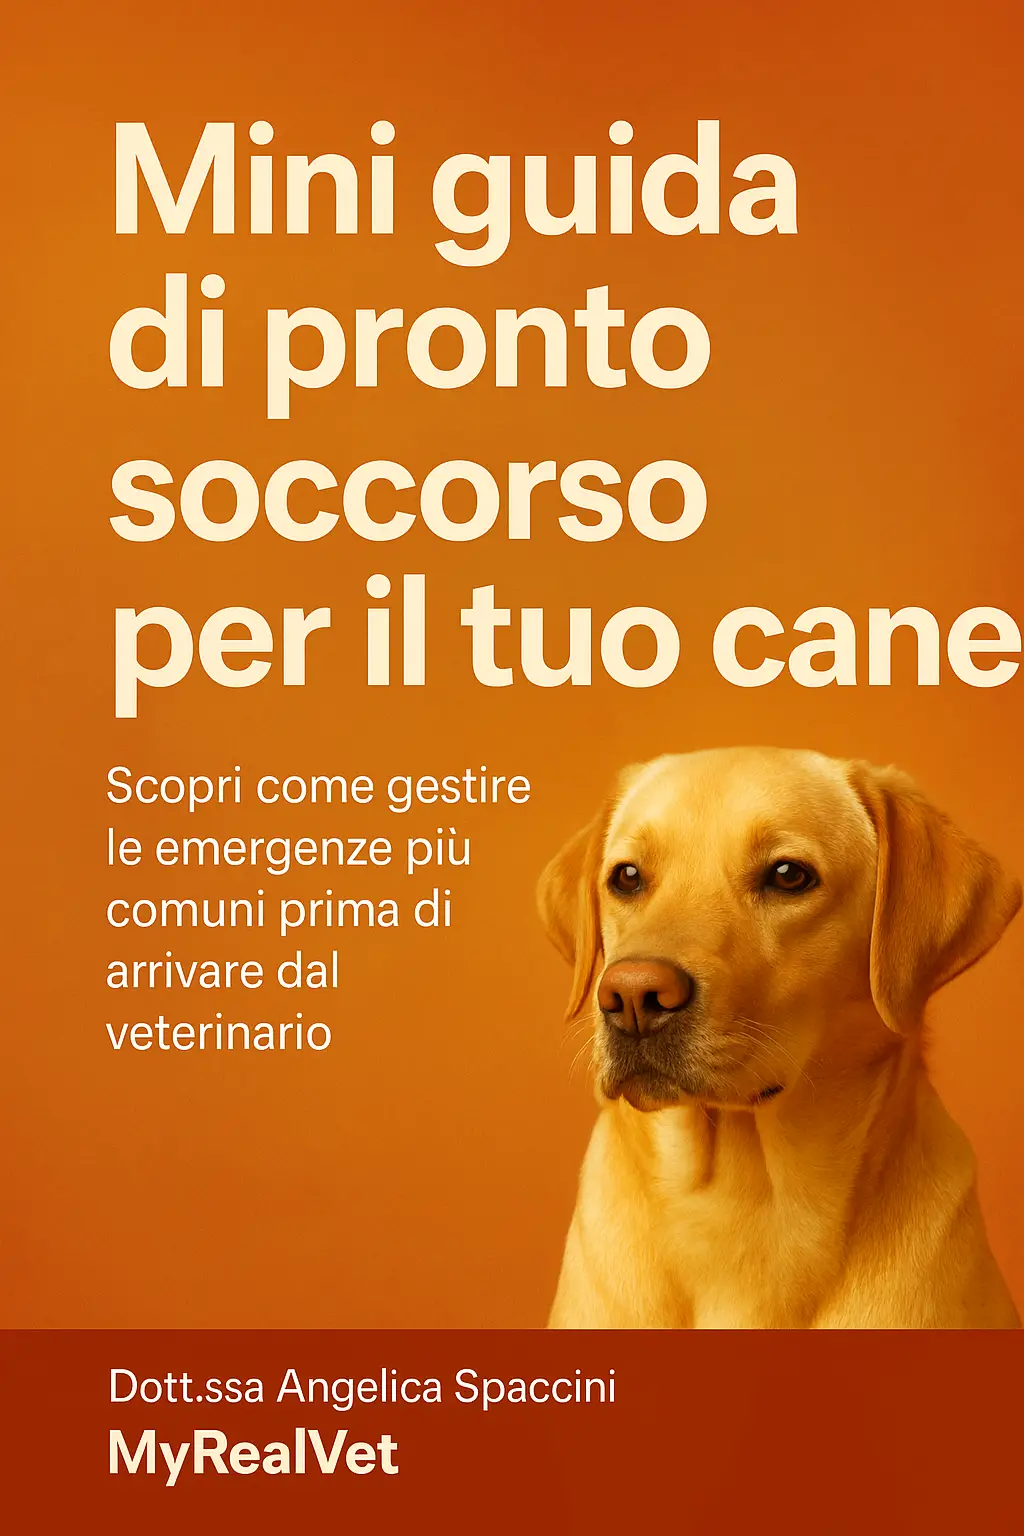 Mini guida
di pronto
soccorso
per il tuo cane
Scopri come gestire
le emergenze più
comuni prima di
arrivare dal
veterinario
Dott.ssa Angelica Spaccini
MyRealVet